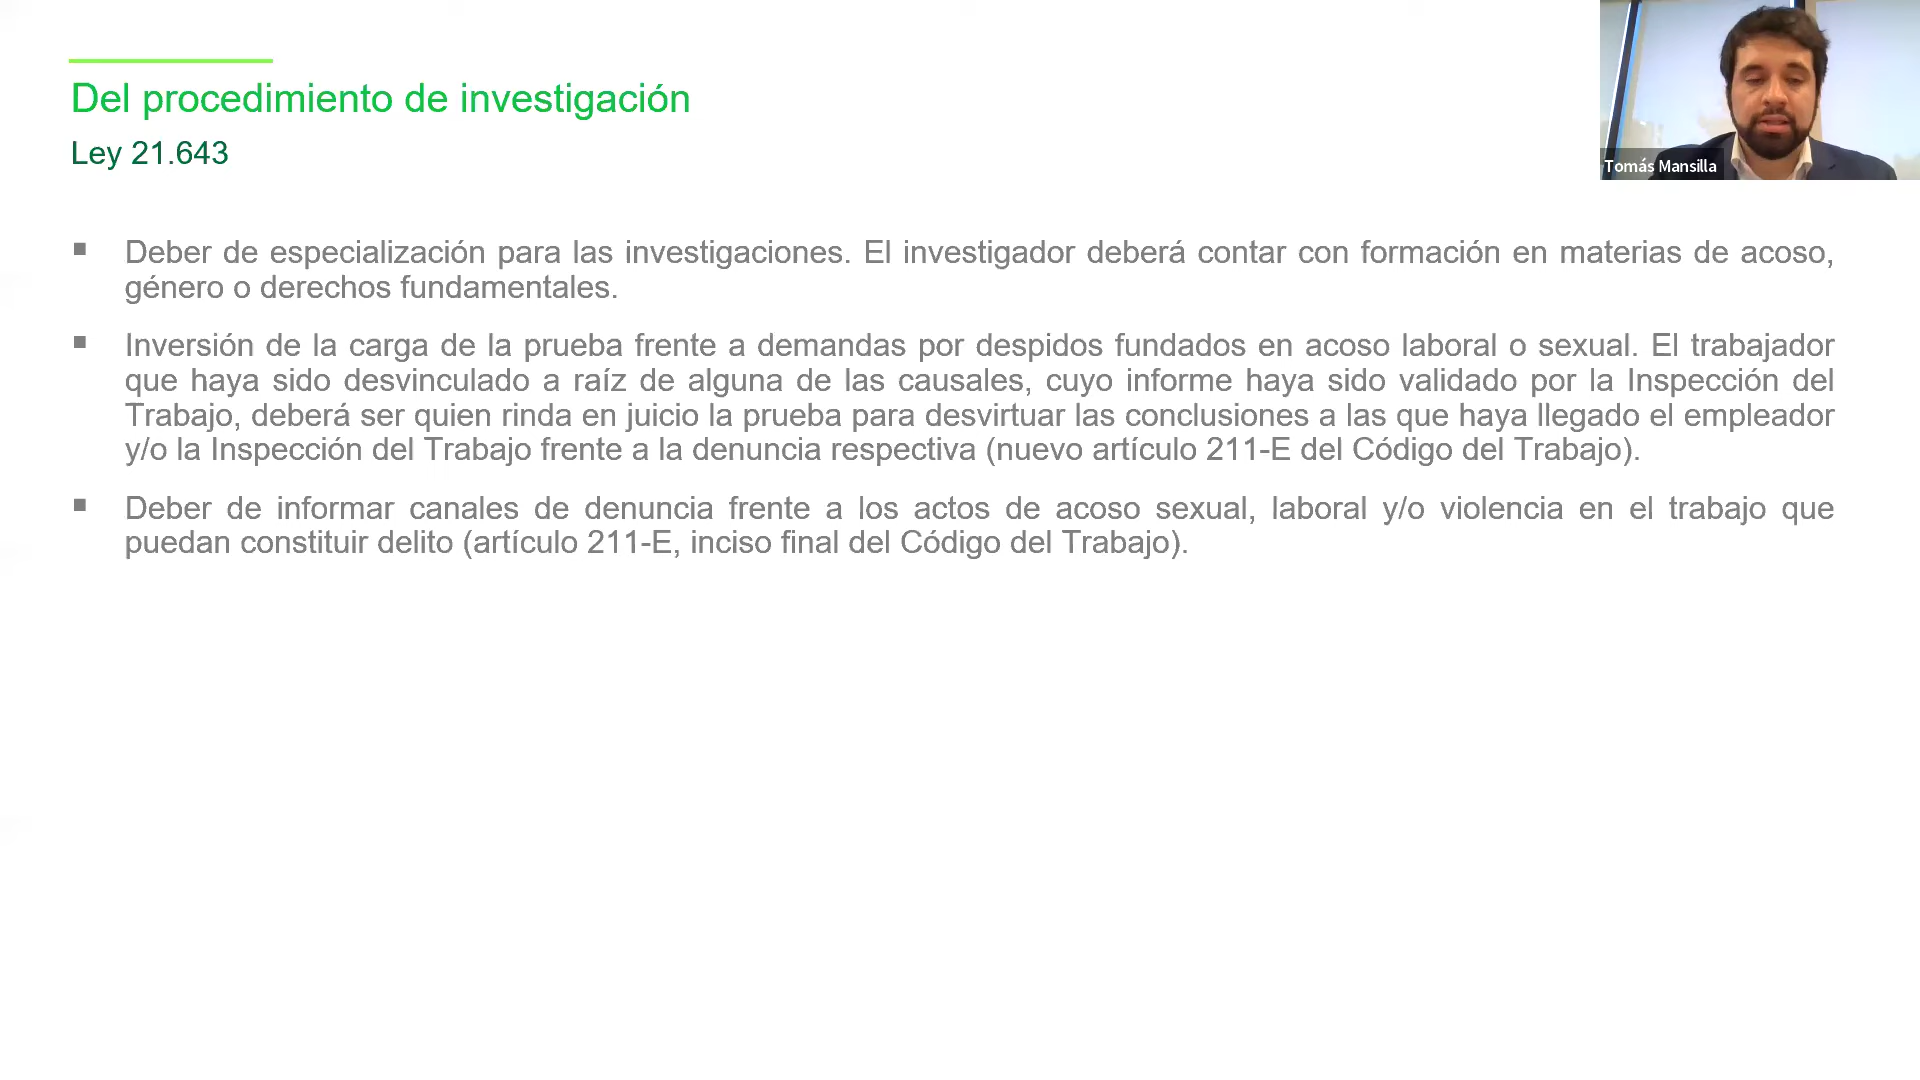 Del procedimiento de investigación
Ley 21.643
Tomás Mansilla
▪ Deber de especialización para las investigaciones. El investigador deberá contar con formación en materias de acoso,
género o derechos fundamentales.
▪ Inversión de la carga de la prueba frente a demandas por despidos fundados en acoso laboral o sexual. El trabajador
que haya sido desvinculado a raíz de alguna de las causales, cuyo informe haya sido validado por la Inspección del
Trabajo, deberá ser quien rinda en juicio la prueba para desvirtuar las conclusiones a las que haya llegado el empleador
y/o la Inspección del Trabajo frente a la denuncia respectiva (nuevo artículo 211-E del Código del Trabajo).
▪ Deber de informar canales de denuncia frente a los actos de acoso sexual, laboral y/o violencia en el trabajo que
puedan constituir delito (artículo 211-E, inciso final del Código del Trabajo).